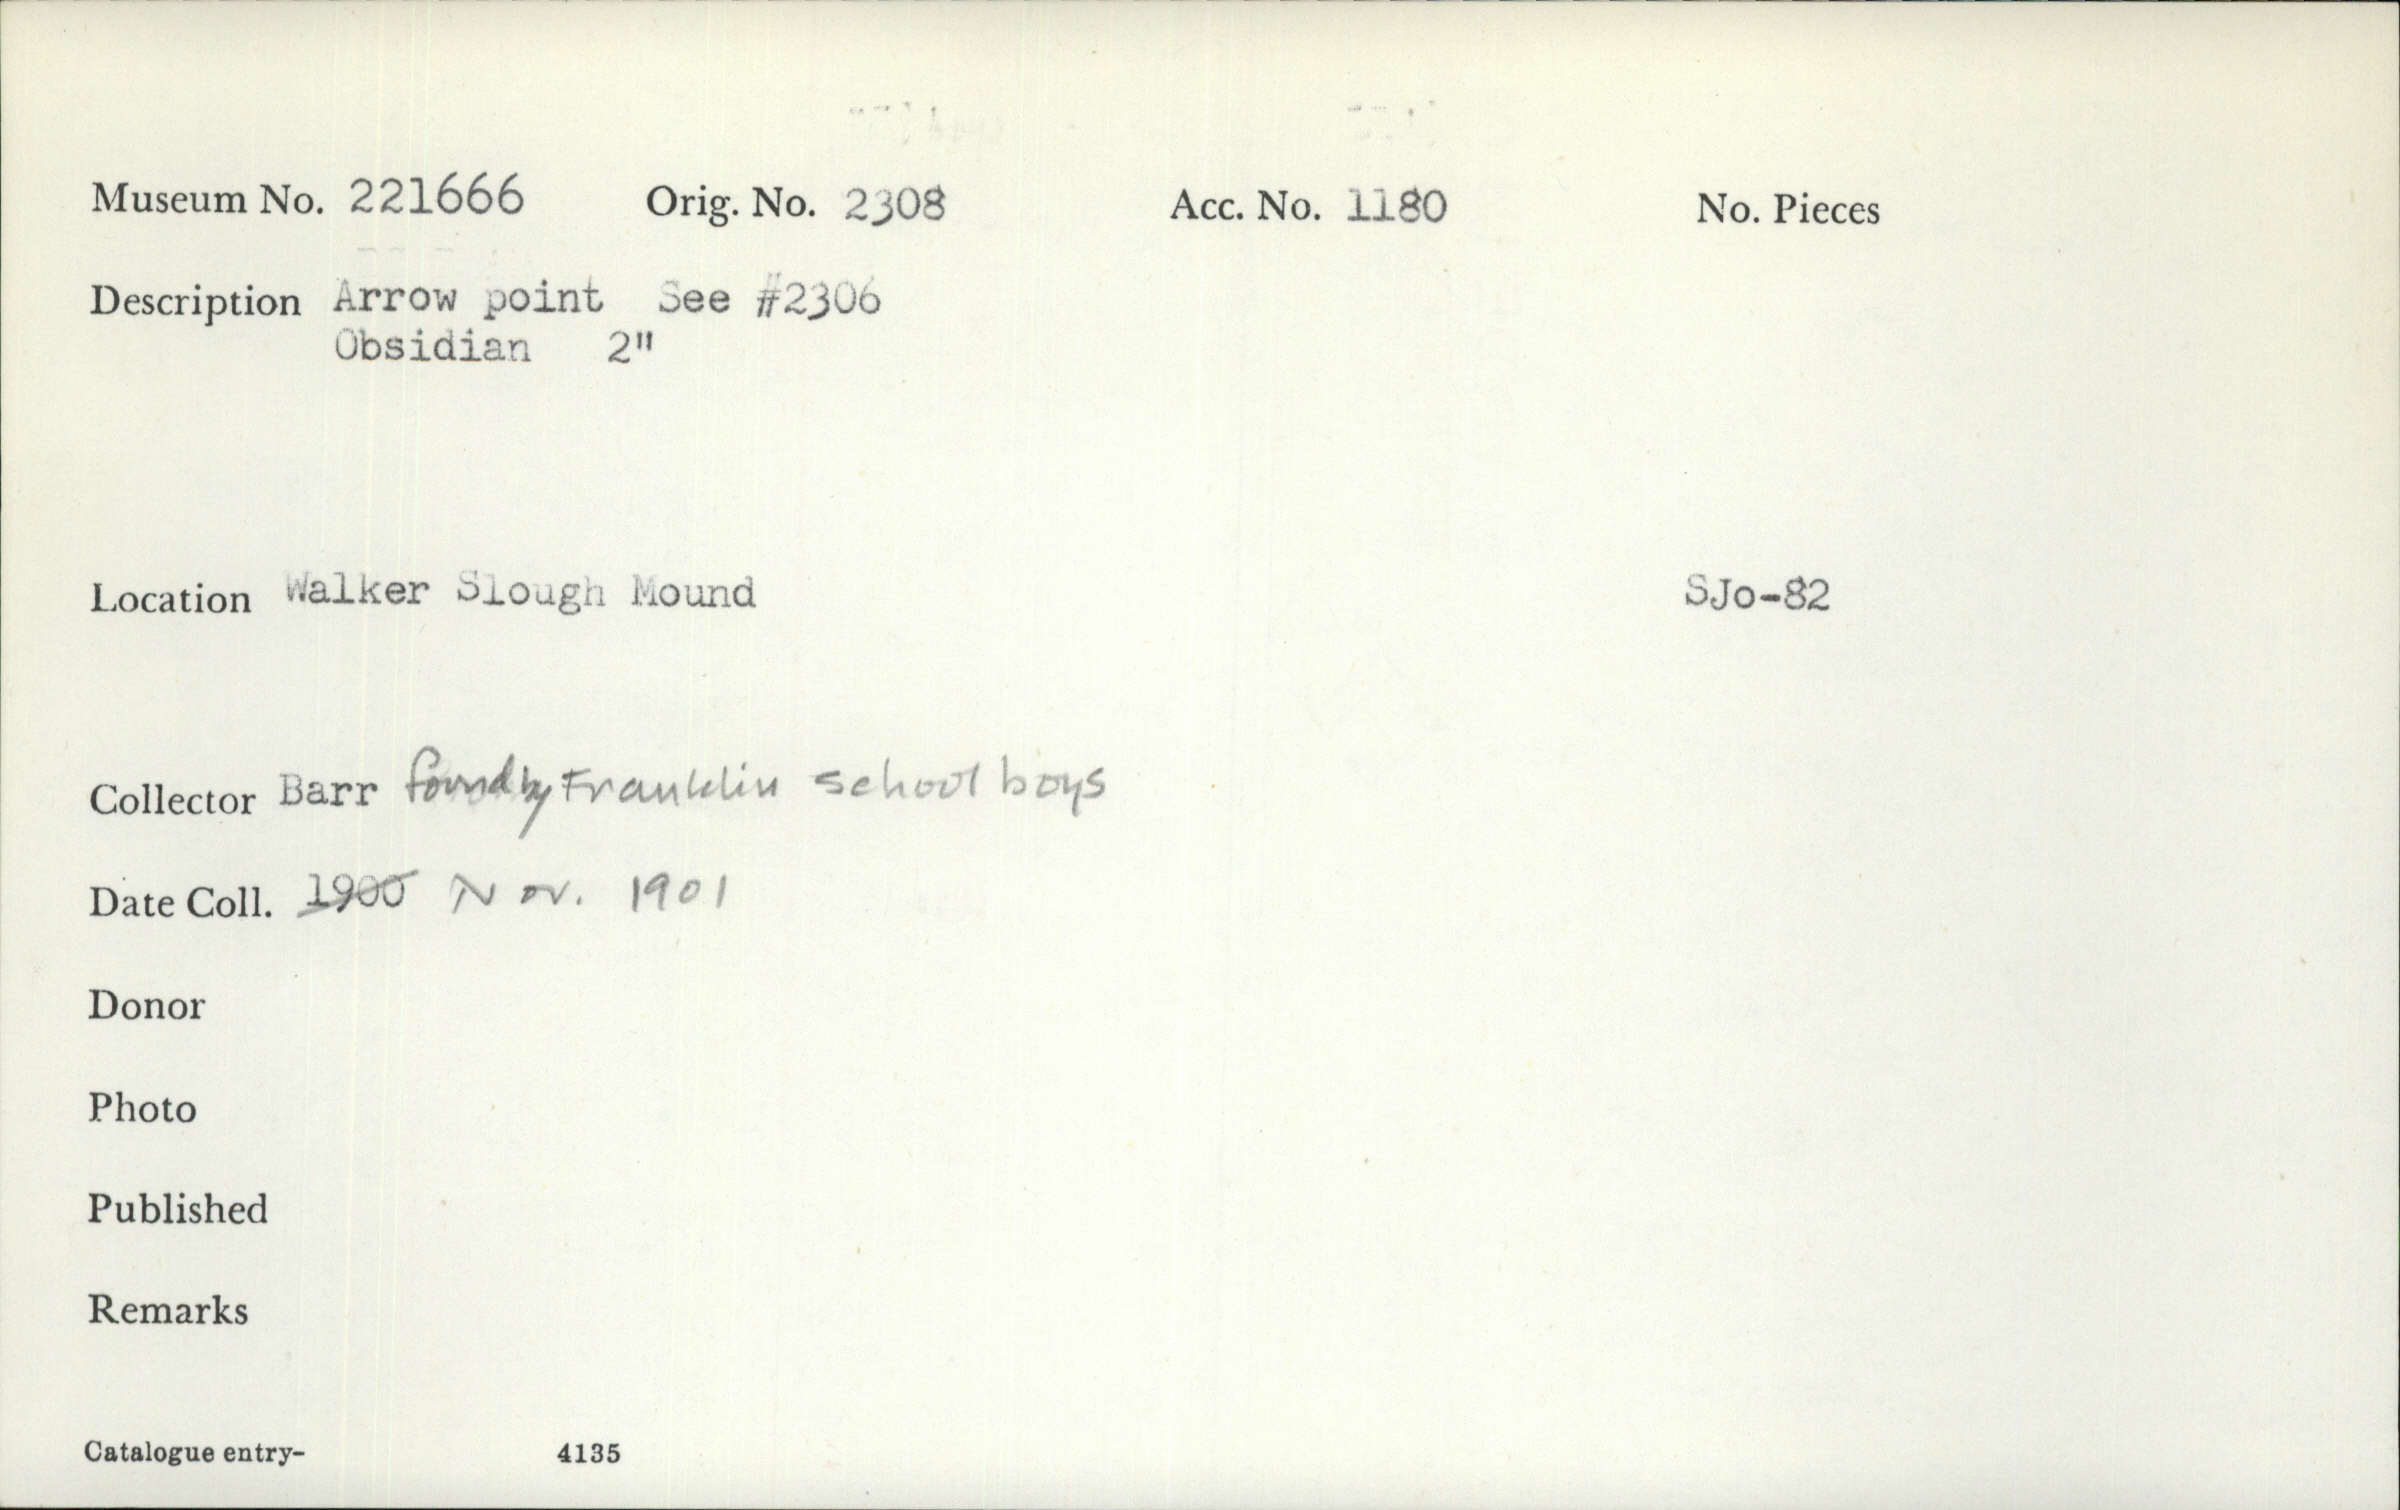 Museum No. 221666 Orig. No. 2308 Acc. No. 1180 No. Pieces
Description Arrow point See #2306
Obsidian 2"
Location Walker Slough Mound SJo-82
Collector Barr found by Franklin school boys
Date Coll. 1900 Nov. 1901
Donor
Photo
Published
Remarks
Catalogue entry- 4135